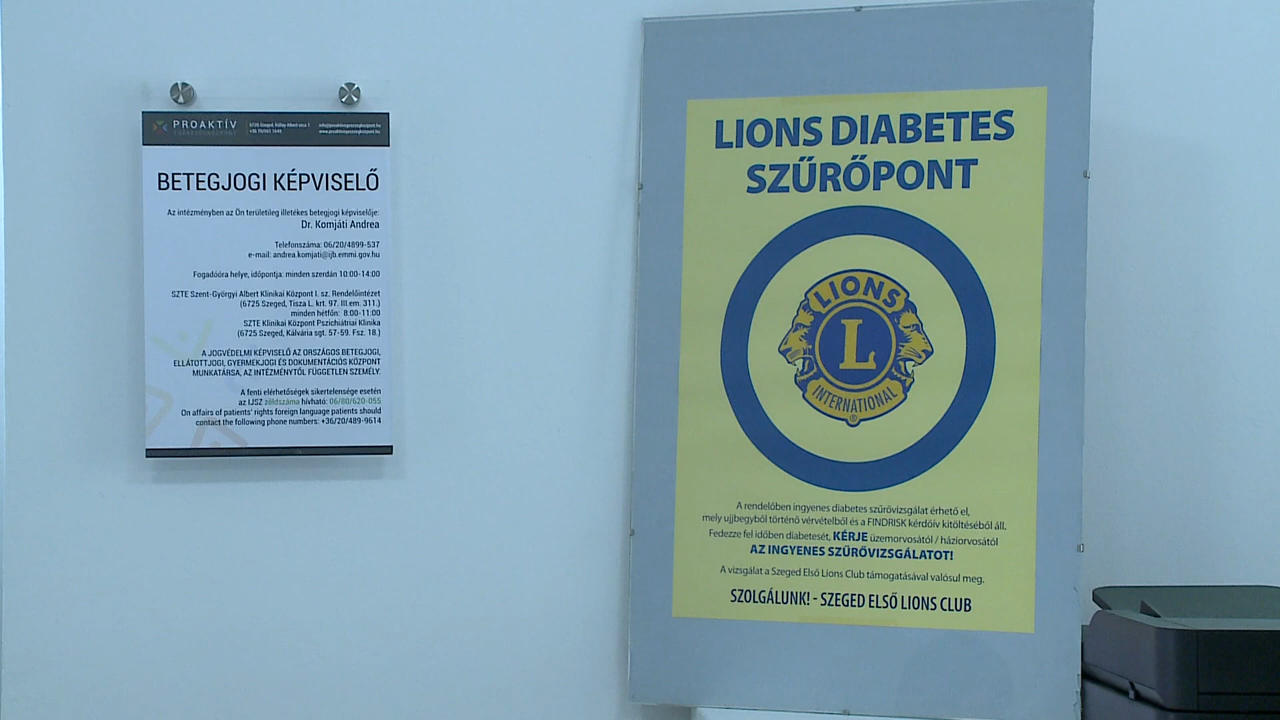 PROAKTÍV
EGÉSZSÉGKÖZPONT
BETEGJOGI KÉPVISELŐ
Az intézményben az Ön területileg illetékes betegjogi képviselője:
Dr. Komjáti Andrea
Telefonszáma: 06/20/4899-537
e-mail: andrea.komjati@ijb.emmi.gov.hu
Fogadóóra helye, időpontja: minden szerdán 10:00-14:00
SZTE Szent-Györgyi Albert Klinikai Központ I. sz. Rendelőintézet
(6725 Szeged, Tisza L. krt. 97. III.em. 311.)
minden hétfőn: 8:00-11:00
SZTE Klinikai Központ Pszichiátriai Klinika
(6725 Szeged, Kálvária sgt. 57-59. Fsz. 18.)
A JOGVÉDELMI KÉPVISELŐ AZ ORSZÁGOS BETEGJOGI,
ELLÁTOTTJOGI, GYERMEKJOGI ÉS DOKUMENTÁCIÓS KÖZPONT
MUNKATÁRSA, AZ INTÉZMÉNYTŐL FÜGGETLEN SZEMÉLY.
A fenti elérhetőségek sikertelensége esetén
az IJSZ zöldszáma hívható: 06/80/620-055
On affairs of patients' rights foreign language patients should
contact the following phone numbers: +36/20/489-9614
LIONS DIABETES
SZŰRŐPONT
LIONS
L
INTERNATIONAL
®
A rendelőben ingyenes diabetes szűrővizsgálat érhető el,
mely ujjbegyből történő vérvételből és a FINDRISK kérdőív kitöltéséből áll.
Fedezze fel időben diabetesét, KÉRJE üzemorvosától / háziorvosától
AZ INGYENES SZŰRŐVIZSGÁLATOT!
A vizsgálat a Szeged Első Lions Club támogatásával valósul meg.
SZOLGÁLUNK! - SZEGED ELSŐ LIONS CLUB